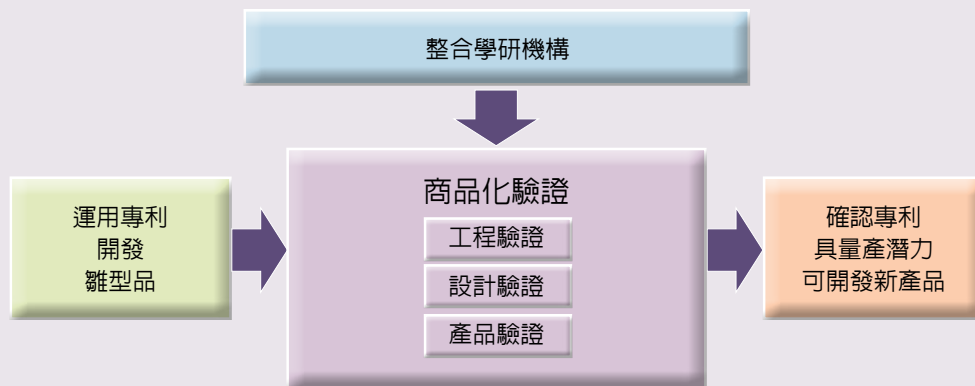 整合學研機構
運用專利
開發
雛型品
商品化驗證
工程驗證
設計驗證
產品驗證
確認專利
具量產潛力
可開發新產品